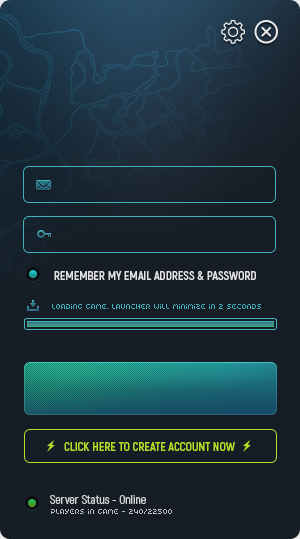 REMEMBER MY EMAIL ADDRESS & PASSWORD
LOADING GAME. LAUNCHER WILL MINIMIZE IN 2 SECONDS
CLICK HERE TO CREATE ACCOUNT NOW
Server Status - Online
PLAYERS IN GAME - 240/22500